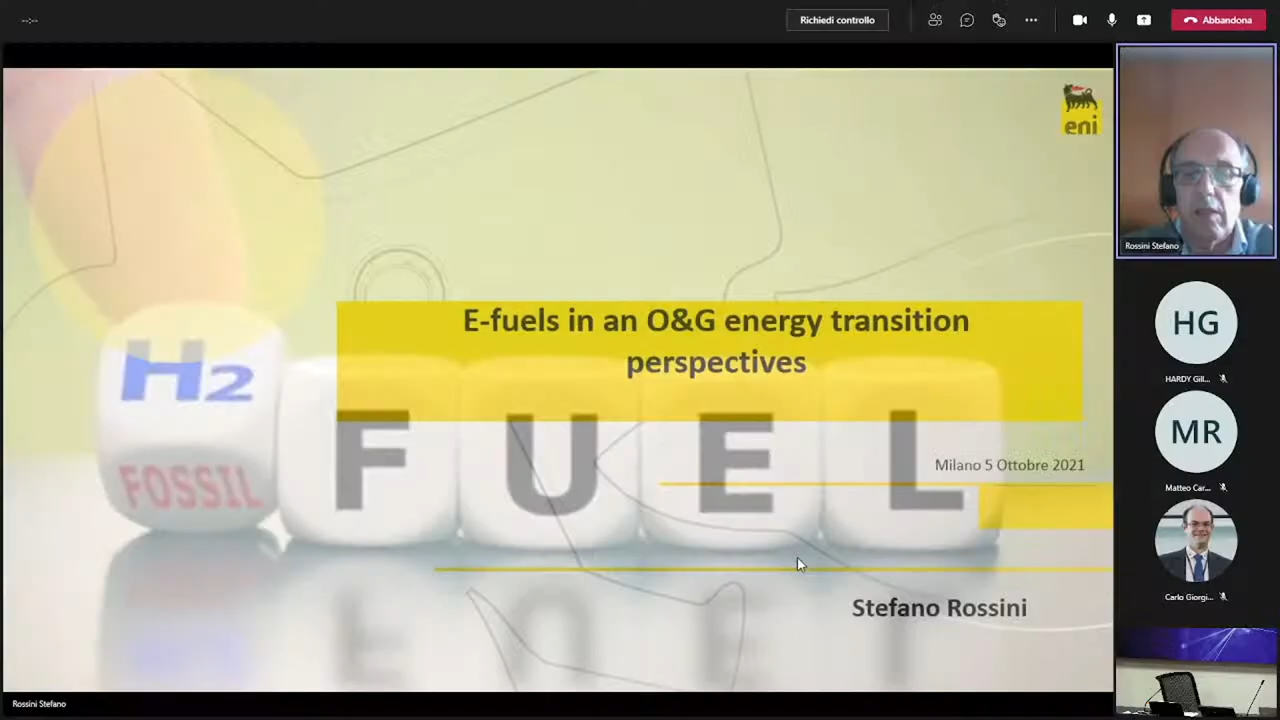 --:--
Richiedi controllo
Abbandona
eni
E-fuels in an O&G energy transition
perspectives
H2
FOSSIL
FUEL
Milano 5 Ottobre 2021
Stefano Rossini
Rossini Stefano
Rossini Stefano
HG
HARDY Gill...
MR
Matteo Car...
Carlo Giorgi...